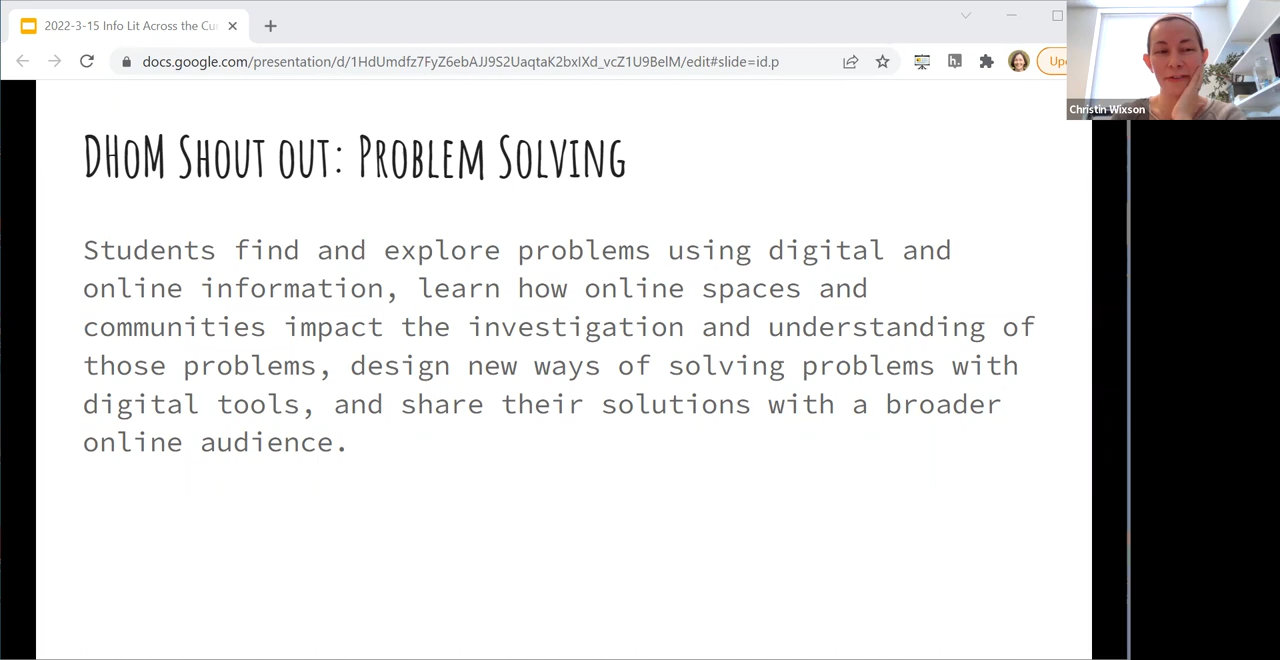 2022-3-15 Info Lit Across the Cu
docs.google.com/presentation/d/1HdUmdfz7FyZ6ebAJJ9S2UaqtaK2bxlXd_vcZ1U9BelM/edit#slide=id.p
Up
Christin Wixson
DHoM Shout out: Problem Solving
Students find and explore problems using digital and
online information, learn how online spaces and
communities impact the investigation and understanding of
those problems, design new ways of solving problems with
digital tools, and share their solutions with a broader
online audience.